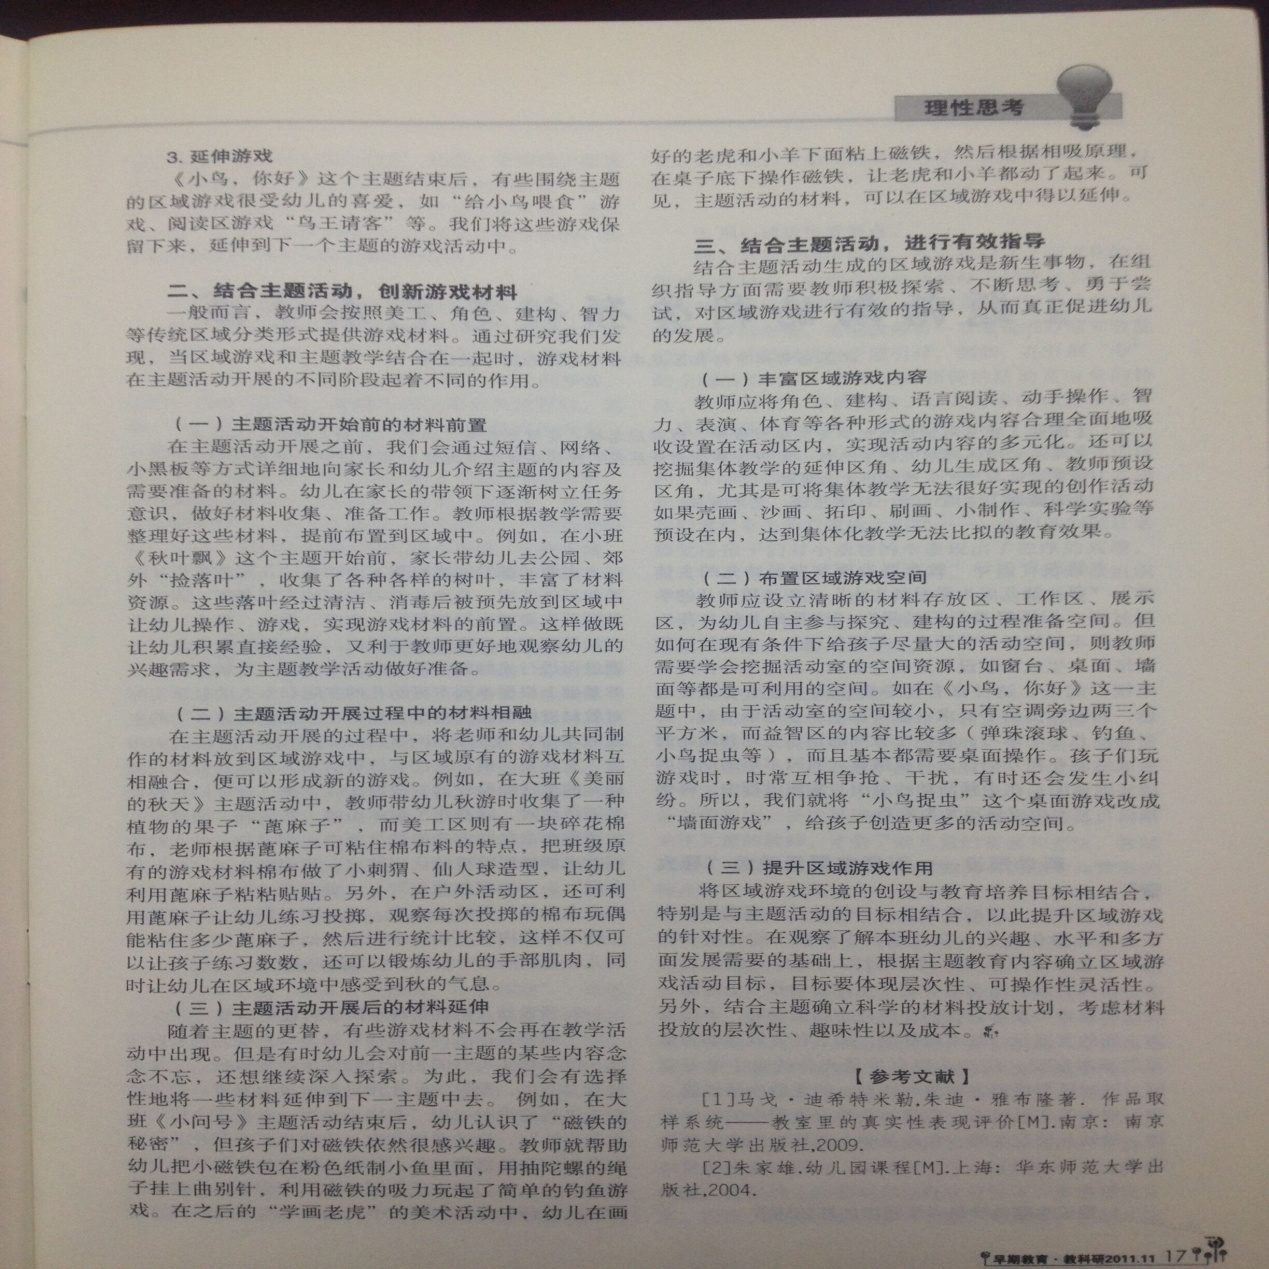 理性思考
3. 延伸游戏
《小鸟，你好》这个主题结束后，有些围绕主题
的区域游戏很受幼儿的喜爱，如“给小鸟喂食”游
戏、阅读区游戏“鸟王请客”等。我们将这些游戏保
留下来，延伸到下一个主题的游戏活动中。
二、结合主题活动，创新游戏材料
一般而言，教师会按照美工、角色、建构、智力
等传统区域分类形式提供游戏材料。通过研究我们发
现，当区域游戏和主题教学结合在一起时，游戏材料
在主题活动开展的不同阶段起着不同的作用。
（一）主题活动开始前的材料前置
在主题活动开展之前，我们会通过短信、网络、
小黑板等方式详细地向家长和幼儿介绍主题的内容及
需要准备的材料。幼儿在家长的带领下逐渐树立任务
意识，做好材料收集、准备工作。教师根据教学需要
整理好这些材料，提前布置到区域中。例如，在小班
《秋叶飘》这个主题开始前，家长带幼儿去公园、郊
外“捡落叶”，收集了各种各样的树叶，丰富了材料
资源。这些落叶经过清洁、消毒后被预先放到区域中
让幼儿操作、游戏，实现游戏材料的前置。这样做既
让幼儿积累直接经验，又利于教师更好地观察幼儿的
兴趣需求，为主题教学活动做好准备。
（二）主题活动开展过程中的材料相融
在主题活动开展的过程中，将老师和幼儿共同制
作的材料放到区域游戏中，与区域原有的游戏材料互
相融合，便可以形成新的游戏。例如，在大班《美丽
的秋天》主题活动中，教师带幼儿秋游时收集了一种
植物的果子“蓖麻子”，而美工区则有一块碎花棉
布，老师根据蓖麻子可粘住棉布料的特点，把班级原
有的游戏材料棉布做了小刺猬、仙人球造型，让幼儿
利用蓖麻子粘粘贴贴。另外，在户外活动区，还可利
用蓖麻子让幼儿练习投掷，观察每次投掷的棉布玩偶
能粘住多少蓖麻子，然后进行统计比较，这样不仅可
以让孩子练习数数，还可以锻炼幼儿的手部肌肉，同
时让幼儿在区域环境中感受到秋的气息。
（三）主题活动开展后的材料延伸
随着主题的更替，有些游戏材料不会再在教学活
动中出现。但是有时幼儿会对前一主题的某些内容念
念不忘，还想继续深入探索。为此，我们会有选择
性地将一些材料延伸到下一主题中去。 例如，在大
班《小问号》主题活动结束后，幼儿认识了“磁铁的
秘密”，但孩子们对磁铁依然很感兴趣。教师就帮助
幼儿把小磁铁包在粉色纸制小鱼里面，用抽陀螺的绳
子挂上曲别针，利用磁铁的吸力玩起了简单的钓鱼游
戏。在之后的“学画老虎”的美术活动中，幼儿在画
好的老虎和小羊下面粘上磁铁，然后根据相吸原理，
在桌子底下操作磁铁，让老虎和小羊都动了起来。可
见，主题活动的材料，可以在区域游戏中得以延伸。
三、结合主题活动，进行有效指导
结合主题活动生成的区域游戏是新生事物，在组
织指导方面需要教师积极探索、不断思考、勇于尝
试，对区域游戏进行有效的指导，从而真正促进幼儿
的发展。
（一）丰富区域游戏内容
教师应将角色、建构、语言阅读、动手操作、智
力、表演、体育等各种形式的游戏内容合理全面地吸
收设置在活动区内，实现活动内容的多元化。还可以
挖掘集体教学的延伸区角、幼儿生成区角、教师预设
区角，尤其是可将集体教学无法很好实现的创作活动
如果壳画、沙画、拓印、刷画、小制作、科学实验等
预设在内，达到集体化教学无法比拟的教育效果。
（二）布置区域游戏空间
教师应设立清晰的材料存放区、工作区、展示
区，为幼儿自主参与探究、建构的过程准备空间。但
如何在现有条件下给孩子尽量大的活动空间，则教师
需要学会挖掘活动室的空间资源，如窗台、桌面、墙
面等都是可利用的空间。如在《小鸟，你好》这一主
题中，由于活动室的空间较小，只有空调旁边两三个
平方米，而益智区的内容比较多（弹珠滚球、钓鱼、
小鸟捉虫等），而且基本都需要桌面操作。孩子们玩
游戏时，时常互相争抢、干扰，有时还会发生小纠
纷。所以，我们就将“小鸟捉虫”这个桌面游戏改成
“墙面游戏”，给孩子创造更多的活动空间。
（三）提升区域游戏作用
将区域游戏环境的创设与教育培养目标相结合，
特别是与主题活动的目标相结合，以此提升区域游戏
的针对性。在观察了解本班幼儿的兴趣、水平和多方
面发展需要的基础上，根据主题教育内容确立区域游
戏活动目标，目标要体现层次性、可操作性灵活性。
另外，结合主题确立科学的材料投放计划，考虑材料
投放的层次性、趣味性以及成本。
【参考文献】
[1]马戈·迪希特米勒,朱迪·雅布隆著. 作品取
样系统——教室里的真实性表现评价[M].南京：南京
师范大学出版社,2009.
[2]朱家雄.幼儿园课程[M].上海：华东师范大学出
版社,2004.
早期教育·教科研2011.11 17